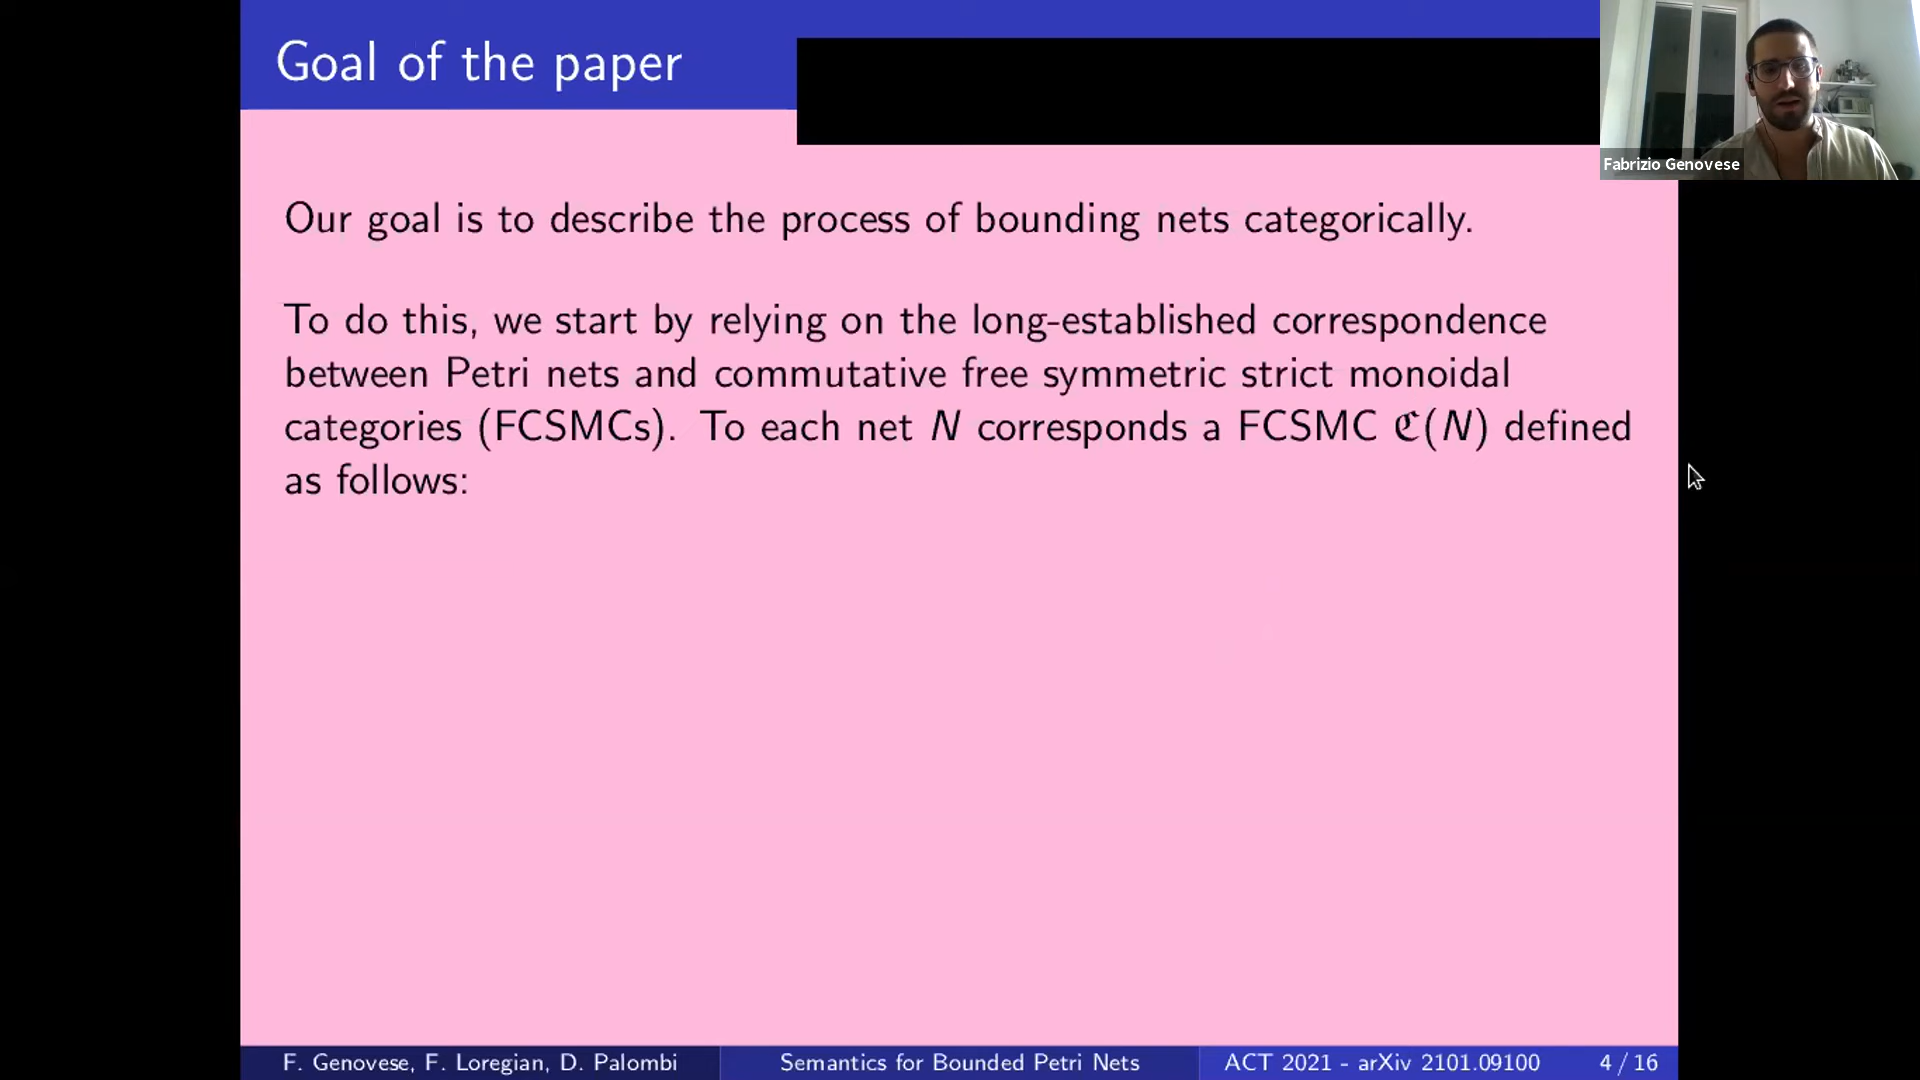 Goal of the paper
Fabrizio Genovese
Our goal is to describe the process of bounding nets categorically.
To do this, we start by relying on the long-established correspondence
between Petri nets and commutative free symmetric strict monoidal
categories (FCSMCs). To each net N corresponds a FCSMC ℭ(N) defined
as follows:
F. Genovese, F. Loregian, D. Palombi
Semantics for Bounded Petri Nets
ACT 2021 - arXiv 2101.09100
4 / 16